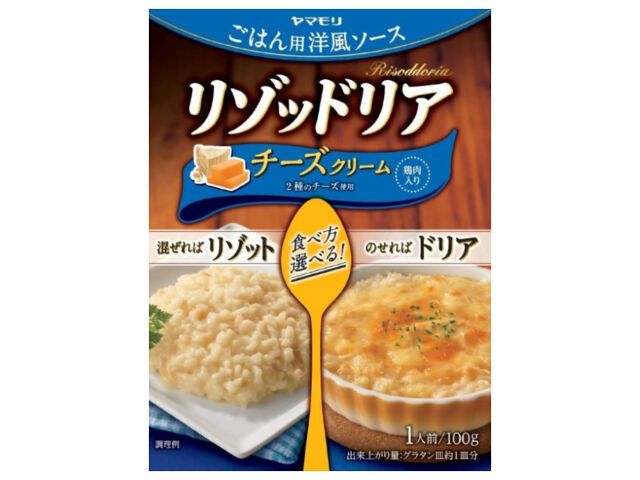 ヤマモリ
ごはん用洋風ソース
Risoddoria
リゾッドリア
チーズクリーム
鶏肉
入り
2種のチーズ使用
食べ方
選べる!
混ぜれば リゾット
のせれば ドリア
1人前/100g
調理例
出来上がり量:グラタン皿約1皿分